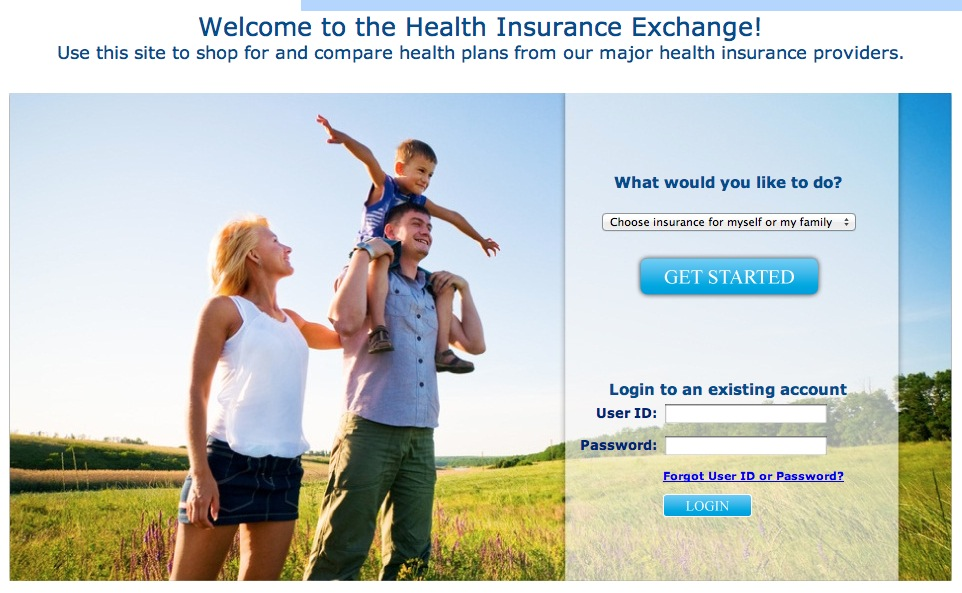 Welcome to the Health Insurance Exchange!
Use this site to shop for and compare health plans from our major health insurance providers.
What would you like to do?
Choose insurance for myself or my family
GET STARTED
Login to an existing account
User ID:
Password:
Forgot User ID or Password?
LOGIN